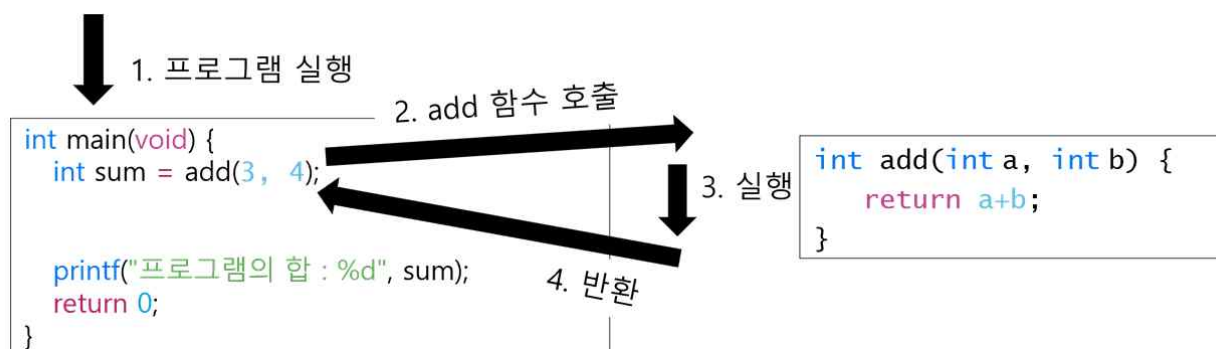 1. 프로그램 실행
2. add 함수 호출
int main(void) {
int sum = add(3, 4);
printf("프로그램의 합 : %d", sum);
return 0;
}
3. 실행
4. 반환
int add(int a, int b) {
return a+b;
}